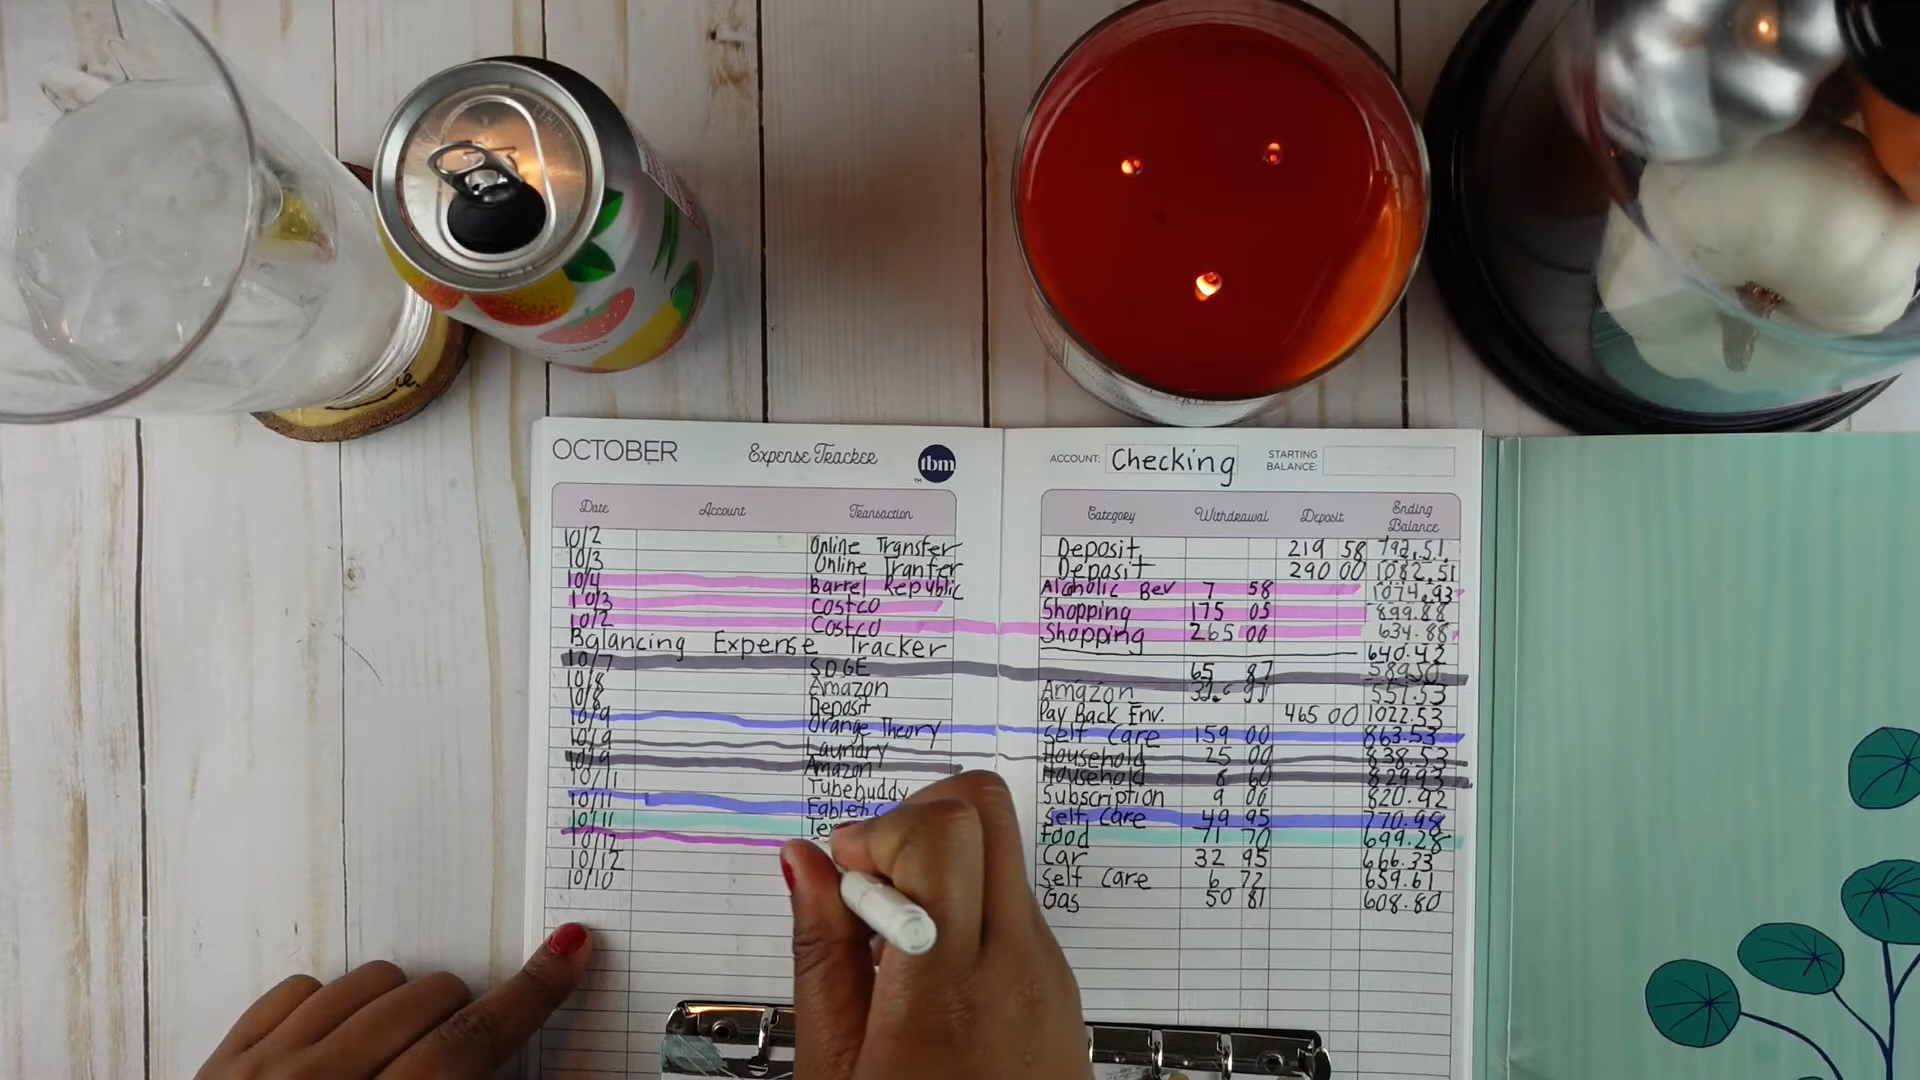 OCTOBER Expense Tracker tbm
ACCOUNT: Checking STARTING BALANCE:
Date Account Transaction Category Withdrawal Deposit Ending Balance
10/2 Online Transfer Deposit 219 58 792.51
10/3 Online Tranfer Deposit 290 00 1082.51
10/4 Barrel Republic Alcoholic Bev 7 58 1074.93
10/3 Costco Shopping 175 05 899.88
10/2 Costco Shopping 265 00 634.88
Balancing Expense Tracker 640.42
10/7 SDGE 65 87 589.50
10/8 Amazon Amazon 551.53
10/8 Deposit Pay Back Env. 465 00 1022.53
10/9 Orange Theory Self Care 159 00 863.53
10/9 Laundry Household 25 00 838.53
10/9 Amazon Household 8 60 829.93
10/11 Tubebuddy Subscription 9 00 820.92
10/11 Self Care 49 95 770.98
10/11 Food 71 70 699.28
10/12 Car 32 95 666.33
10/12 Self Care 6 72 659.61
10/10 Gas 50 81 608.80